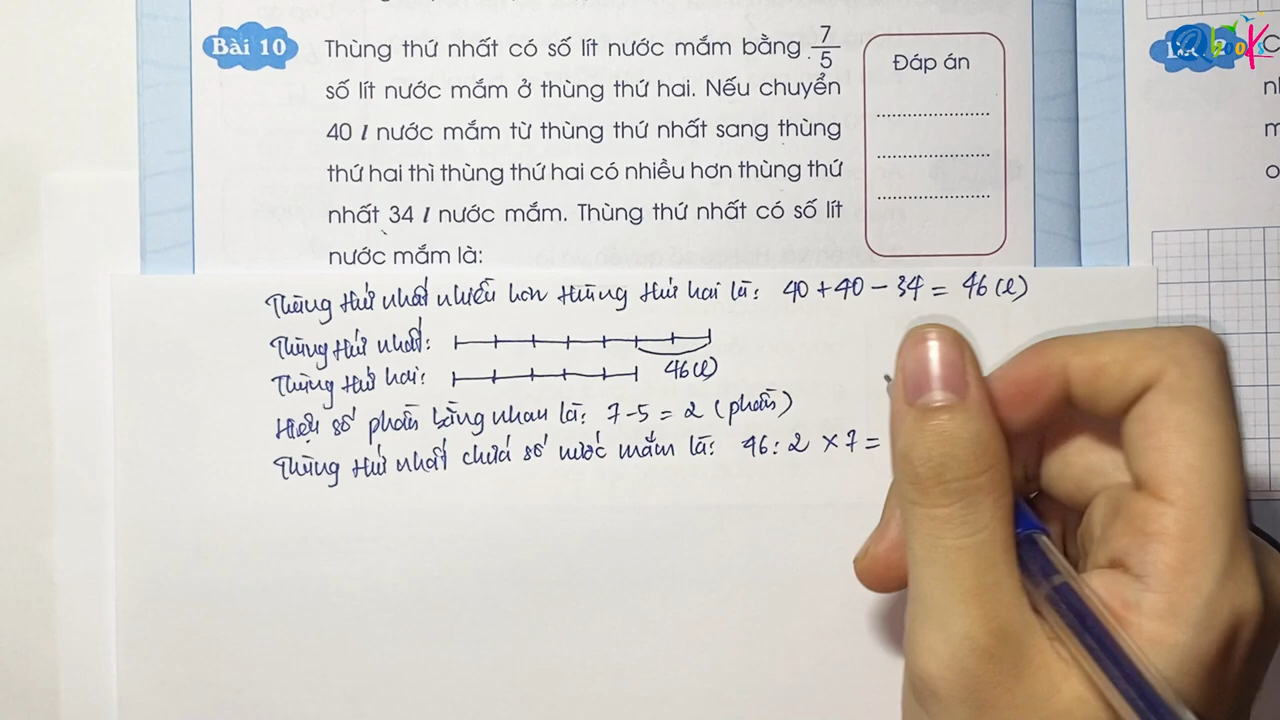 Bài 10
Thùng thứ nhất có số lít nước mắm bằng 7/5
số lít nước mắm ở thùng thứ hai. Nếu chuyển
40 l nước mắm từ thùng thứ nhất sang thùng
thứ hai thì thùng thứ hai có nhiều hơn thùng thứ
nhất 34 l nước mắm. Thùng thứ nhất có số lít
nước mắm là:
Đáp án
Thùng thứ nhất nhiều hơn thùng thứ hai là: 40 + 40 - 34 = 46 (l)
Thùng thứ nhất:
46 (l)
Thùng thứ hai:
Hiệu số phần bằng nhau là: 7 - 5 = 2 (phần)
Thùng thứ nhất chứa số nước mắm là: 46 : 2 x 7 =